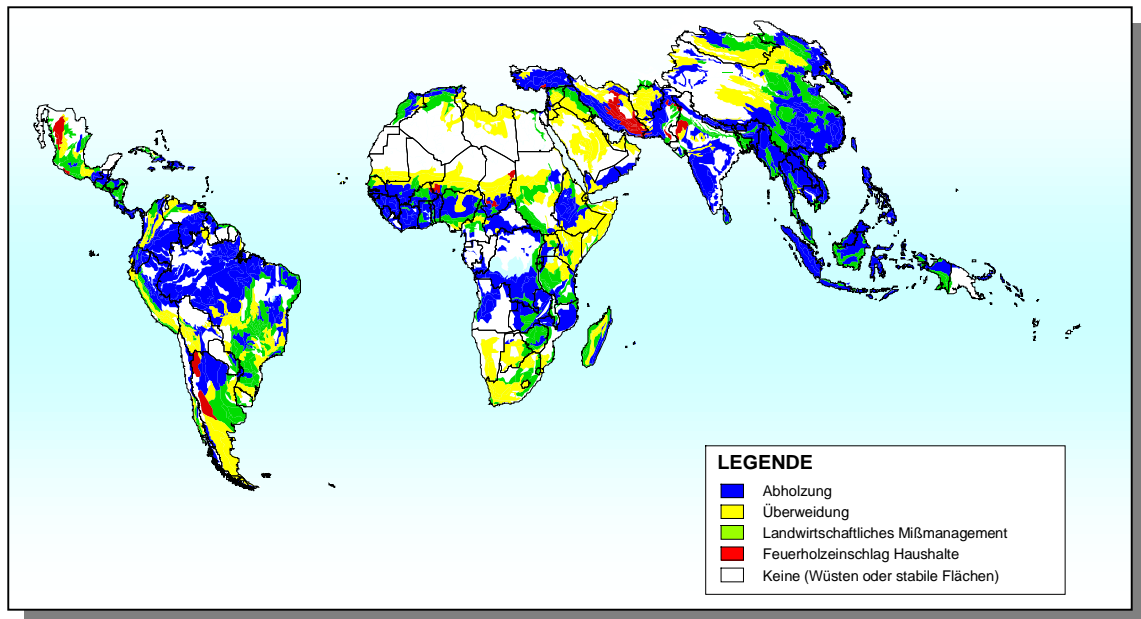 LEGENDE
Abholzung
Überweidung
Landwirtschaftliches Mißmanagement
Feuerholzeinschlag Haushalte
Keine (Wüsten oder stabile Flächen)